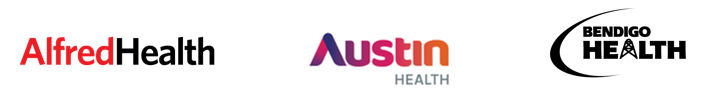 AlfredHealth
Austin
HEALTH
BENDIGO
HEALTH